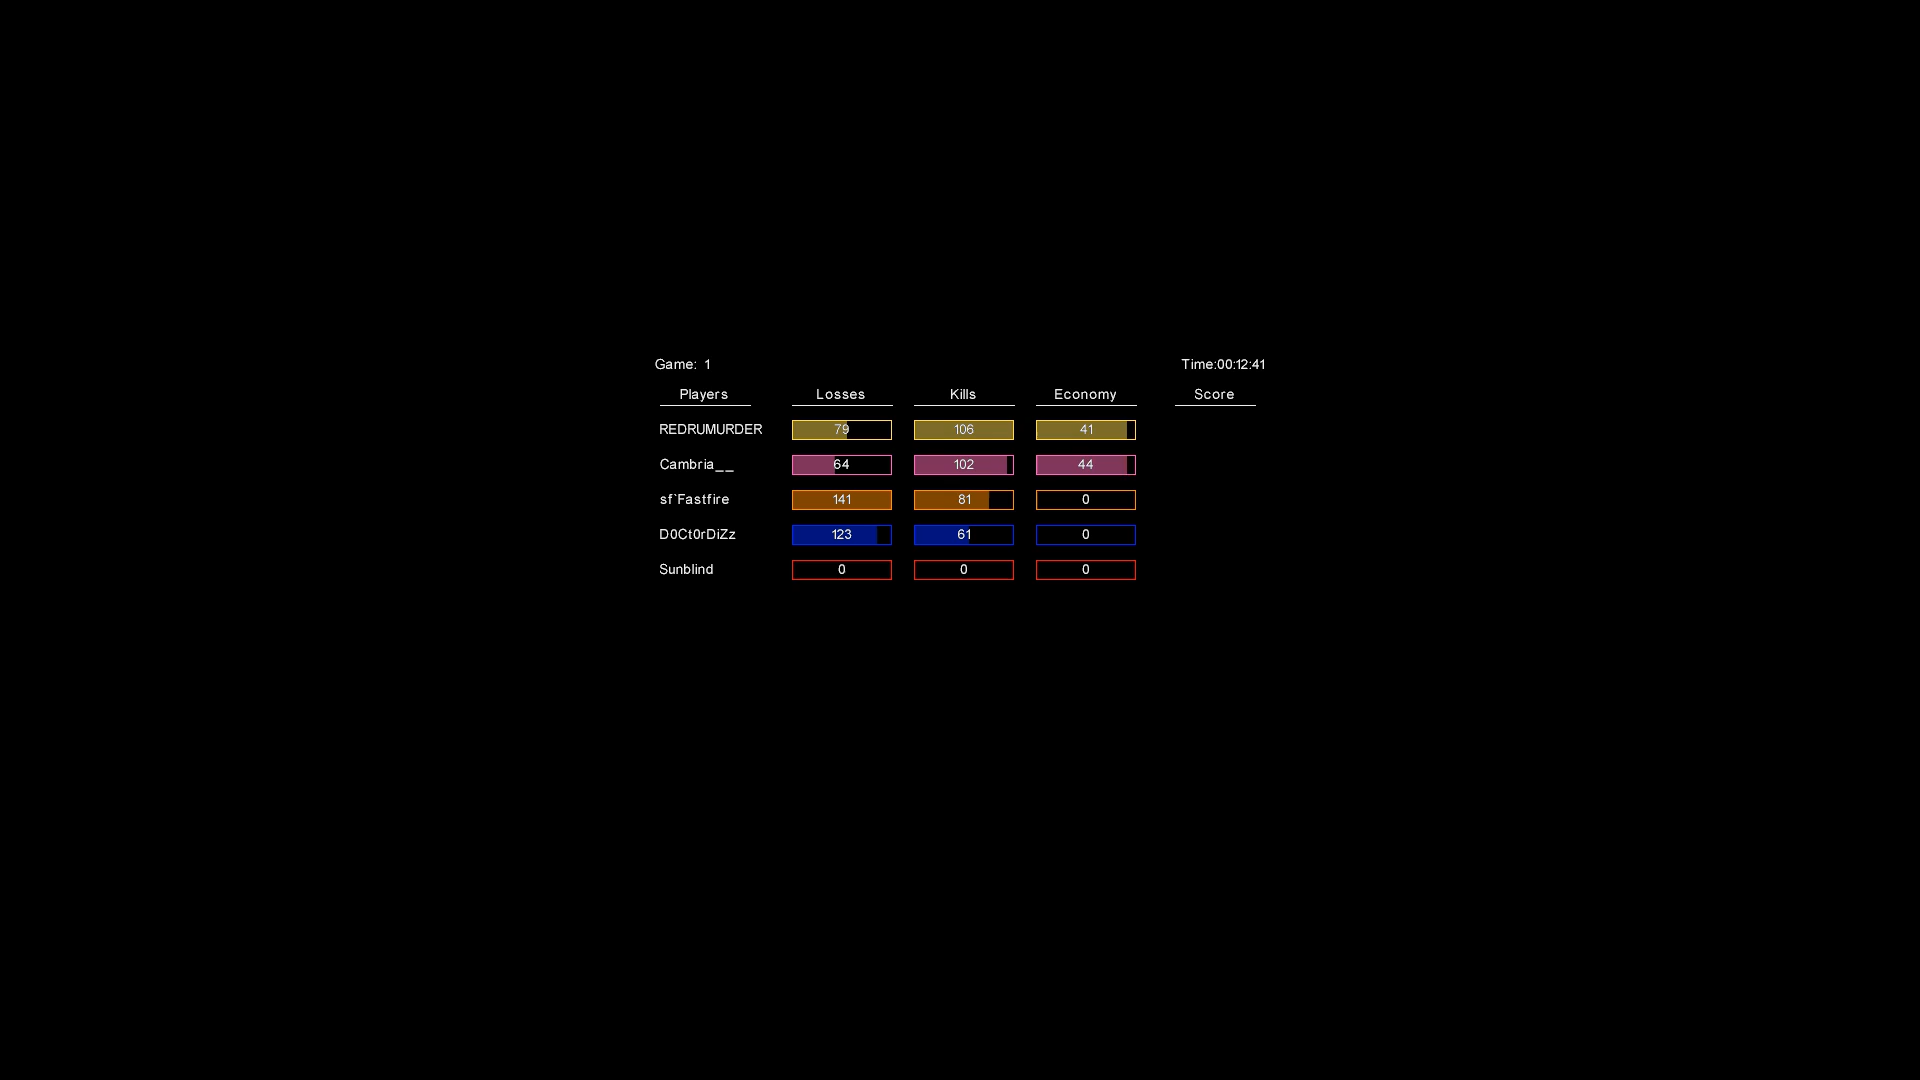 Game: 1 Time:00:12:41
Players Losses Kills Economy Score
REDRUMURDER 79 106 41
Cambria__ 64 102 44
sf`Fastfire 141 81 0
D0Ct0rDiZz 123 61 0
Sunblind 0 0 0